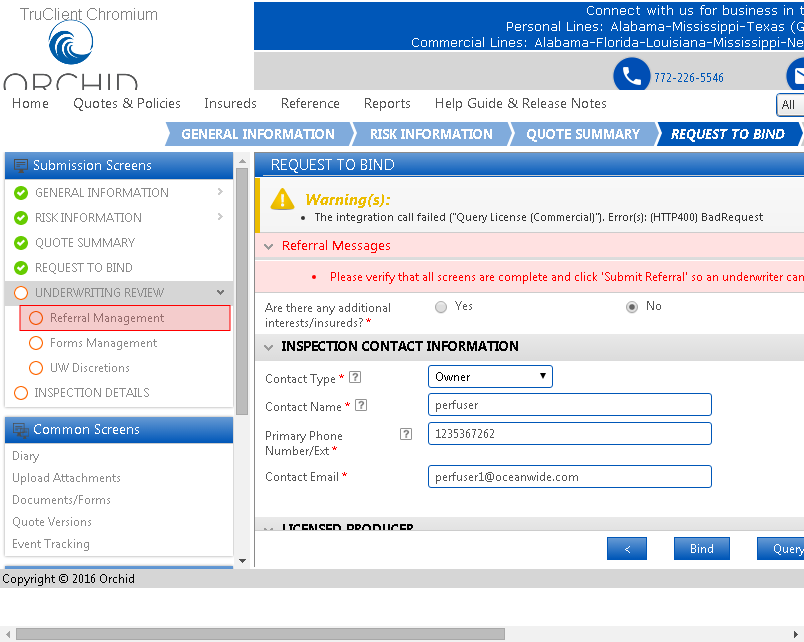 TruClient Chromium
ORCHID
Connect with us for business in t
Personal Lines: Alabama-Mississippi-Texas (G
Commercial Lines: Alabama-Florida-Louisiana-Mississippi-Ne
772-226-5546
Home Quotes & Policies Insureds Reference Reports Help Guide & Release Notes All
GENERAL INFORMATION RISK INFORMATION QUOTE SUMMARY REQUEST TO BIND
Submission Screens
GENERAL INFORMATION
RISK INFORMATION
QUOTE SUMMARY
REQUEST TO BIND
UNDERWRITING REVIEW
Referral Management
Forms Management
UW Discretions
INSPECTION DETAILS
Common Screens
Diary
Upload Attachments
Documents/Forms
Quote Versions
Event Tracking
REQUEST TO BIND
Warning(s):
• The integration call failed ("Query License (Commercial)"). Error(s): (HTTP400) BadRequest
Referral Messages
• Please verify that all screens are complete and click 'Submit Referral' so an underwriter can
Are there any additional
interests/insureds? *
Yes No
INSPECTION CONTACT INFORMATION
Contact Type * ? Owner
Contact Name * ? perfuser
Primary Phone
Number/Ext * ? 1235367262
Contact Email * perfuser1@oceanwide.com
LICENSED PRODUCER
< Bind Query
Copyright © 2016 Orchid